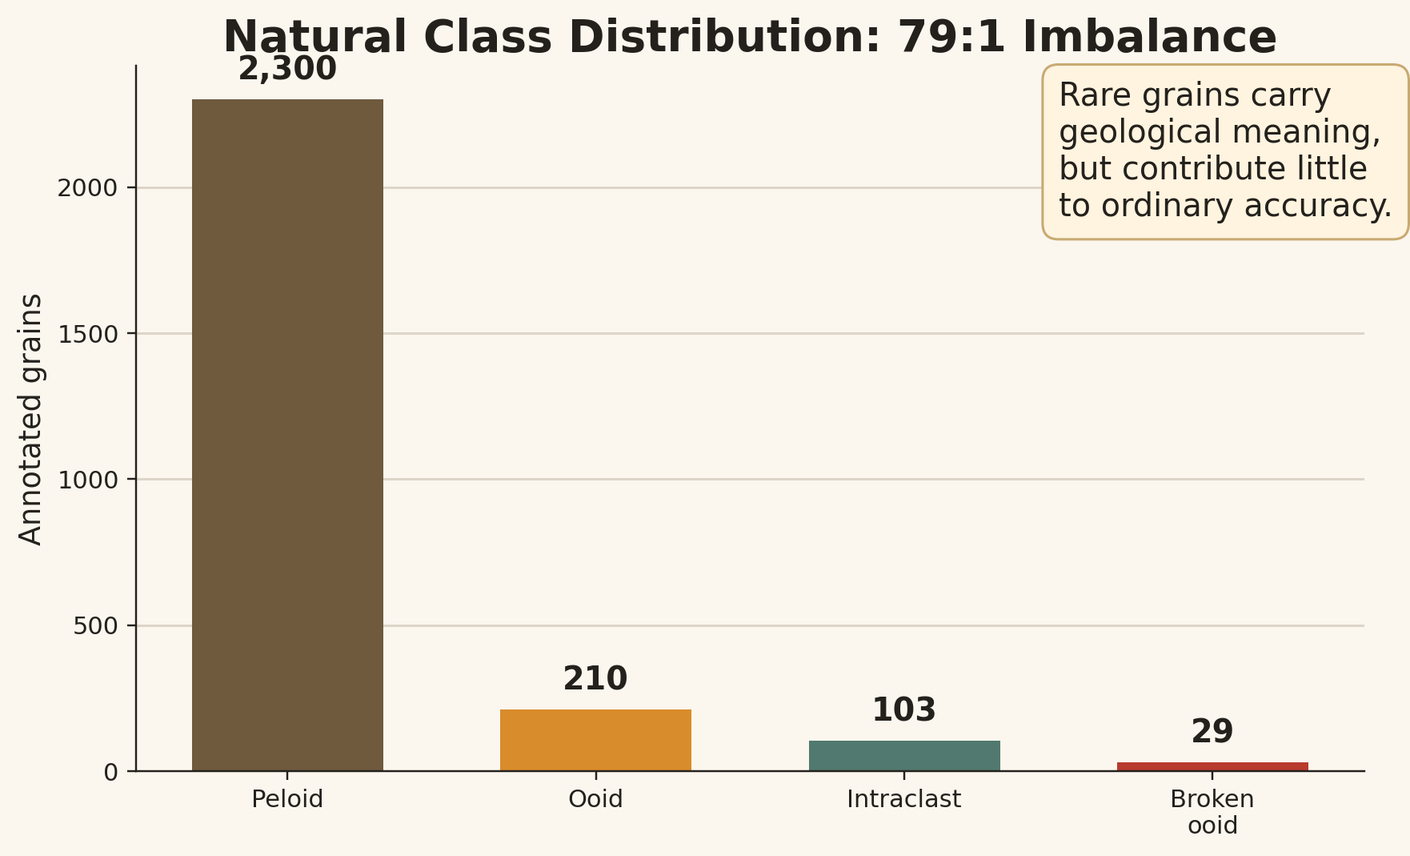 Natural Class Distribution: 79:1 Imbalance
2,300
Rare grains carry
geological meaning,
but contribute little
to ordinary accuracy.
2000
1500
1000
500
0
Annotated grains
210
103
29
Peloid
Ooid
Intraclast
Broken
ooid